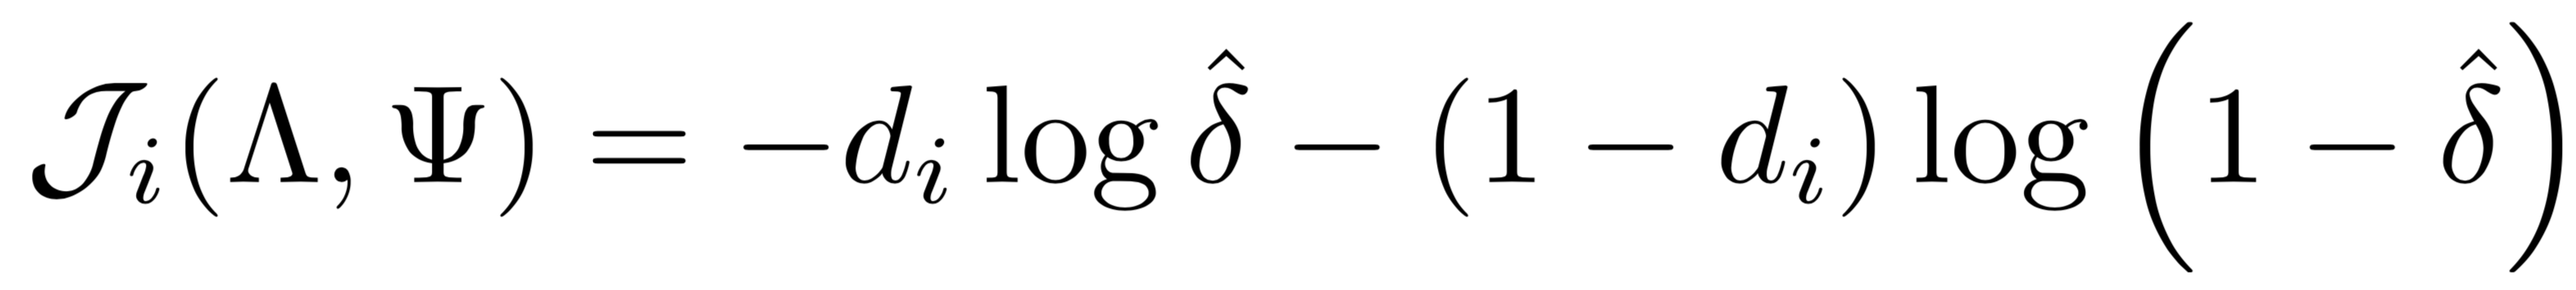 𝒥ᵢ(Λ, Ψ) = −dᵢ log δ̂ − (1 − dᵢ) log (1 − δ̂)